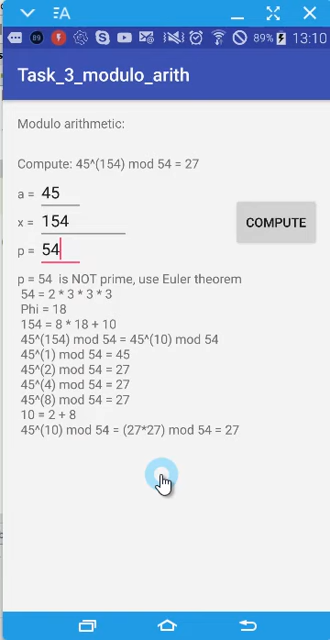 89%
13:10
Task_3_modulo_arith
Modulo arithmetic:
Compute: 45^(154) mod 54 = 27
a = 45
x = 154
COMPUTE
p = 54
p = 54 is NOT prime, use Euler theorem
54 = 2 * 3 * 3 * 3
Phi = 18
154 = 8 * 18 + 10
45^(154) mod 54 = 45^(10) mod 54
45^(1) mod 54 = 45
45^(2) mod 54 = 27
45^(4) mod 54 = 27
45^(8) mod 54 = 27
10 = 2 + 8
45^(10) mod 54 = (27*27) mod 54 = 27